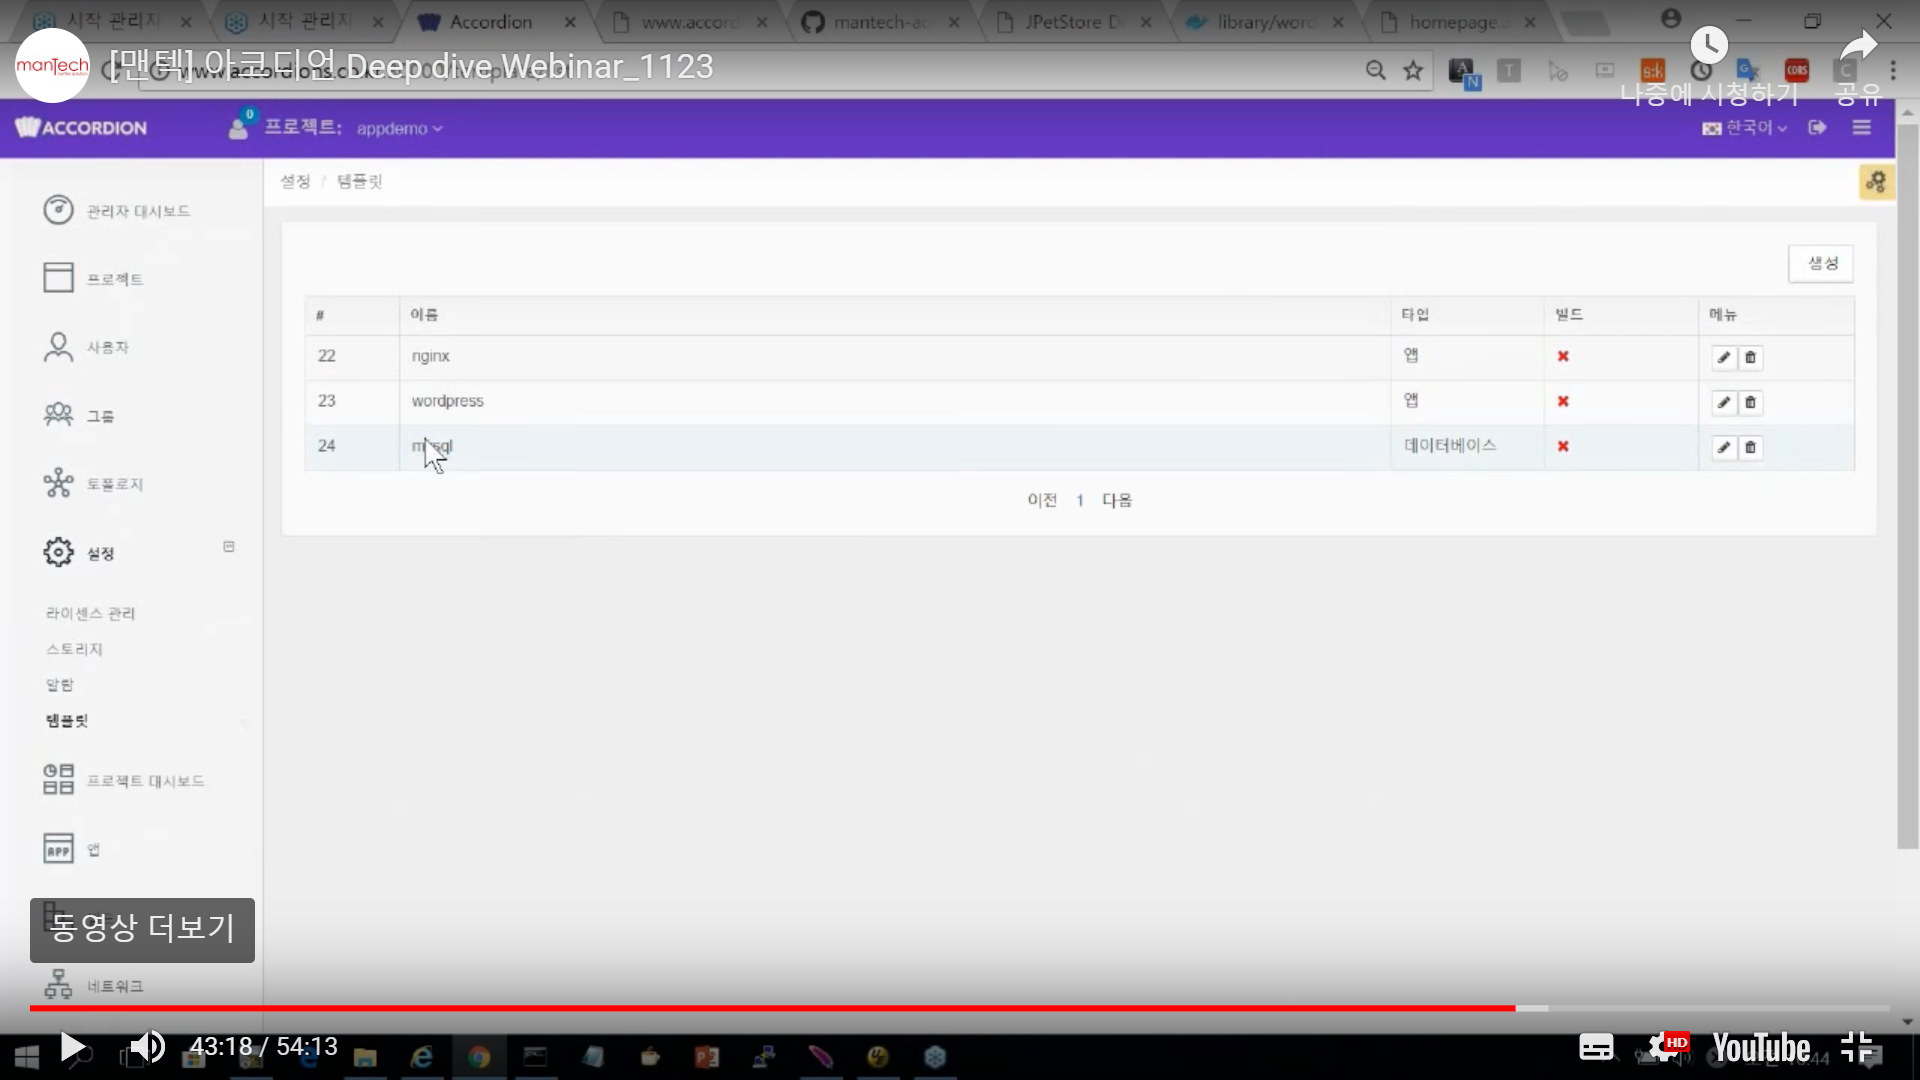 시작 관리자
시작 관리자
Accordion
www.accord
mantech-ac
JPetStore D
library/word
homepage.
manTech
[맨텍] 아코디언 Deep dive Webinar_1123
나중에 시청하기
공유
ACCORDION
0
프로젝트: appdemo
한국어
설정 / 템플릿
관리자 대시보드
프로젝트
사용자
그룹
토폴로지
설정
라이센스 관리
스토리지
알람
템플릿
프로젝트 대시보드
APP 앱
네트워크
생성
# 이름 타입 빌드 메뉴
22 nginx 앱
23 wordpress 앱
24 mysql 데이터베이스
이전 1 다음
동영상 더보기
43:18 / 54:13
HD
YouTube